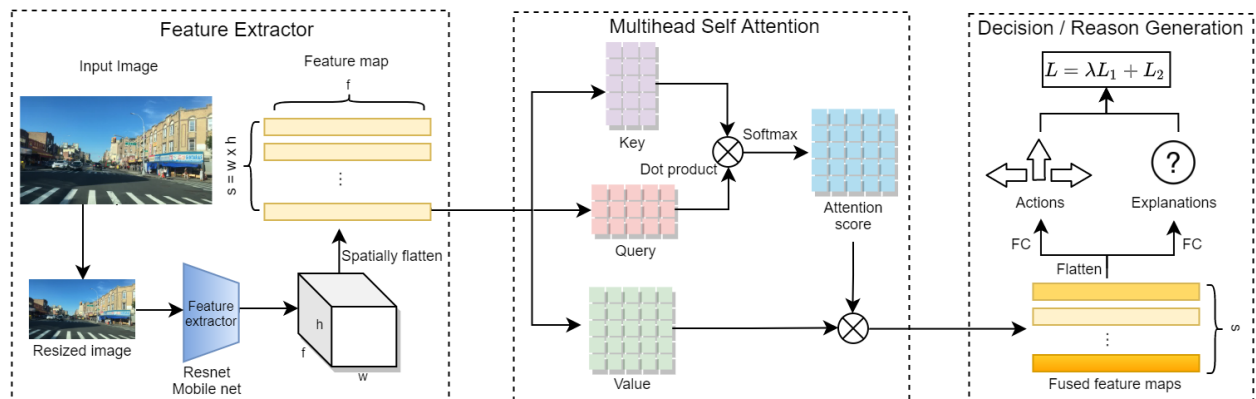 Feature Extractor
Input Image
Feature map
f
s = w x h
⋮
Spatially flatten
Feature
extractor
h
f
w
Resized image
Resnet
Mobile net
Multihead Self Attention
Key
Softmax
Dot product
Query
Attention
score
Value
Decision / Reason Generation
L = λL₁ + L₂
?
Actions
Explanations
FC
FC
Flatten
⋮
s
Fused feature maps